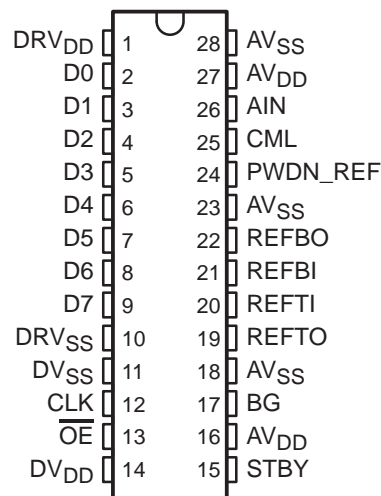 DRVDD 1 28 AVSS
D0 2 27 AVDD
D1 3 26 AIN
D2 4 25 CML
D3 5 24 PWDN_REF
D4 6 23 AVSS
D5 7 22 REFBO
D6 8 21 REFBI
D7 9 20 REFTI
DRVSS 10 19 REFTO
DVSS 11 18 AVSS
CLK 12 17 BG
OE 13 16 AVDD
DVDD 14 15 STBY